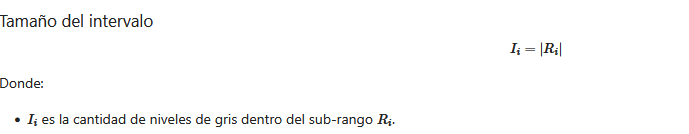 Tamaño del intervalo
Iᵢ = |Rᵢ|
Donde:
• Iᵢ es la cantidad de niveles de gris dentro del sub-rango Rᵢ.